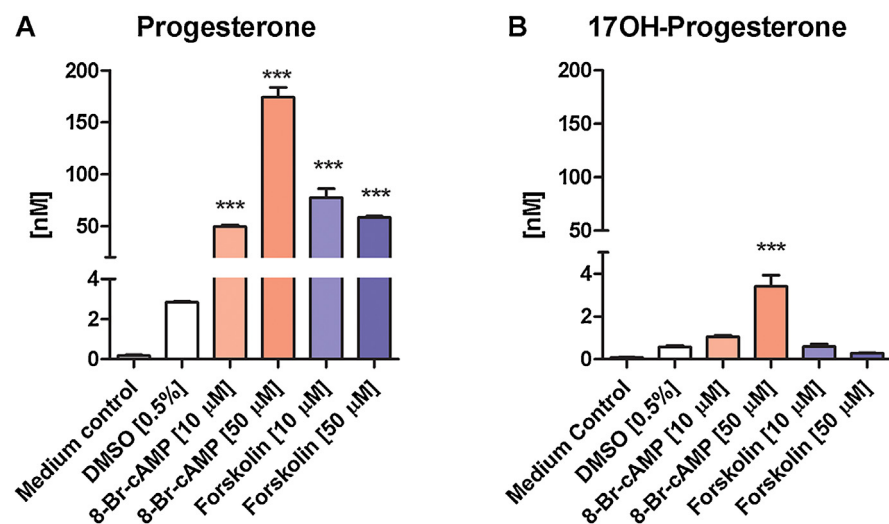 A Progesterone
[nM]
200
150
100
50
4
2
0
***
***
***
***
Medium control
DMSO [0.5%]
8-Br-cAMP [10 μM]
8-Br-cAMP [50 μM]
Forskolin [10 μM]
Forskolin [50 μM]
B 17OH-Progesterone
[nM]
200
150
100
50
4
2
0
***
Medium Control
DMSO [0.5%]
8-Br-cAMP [10 μM]
8-Br-cAMP [50 μM]
Forskolin [10 μM]
Forskolin [50 μM]